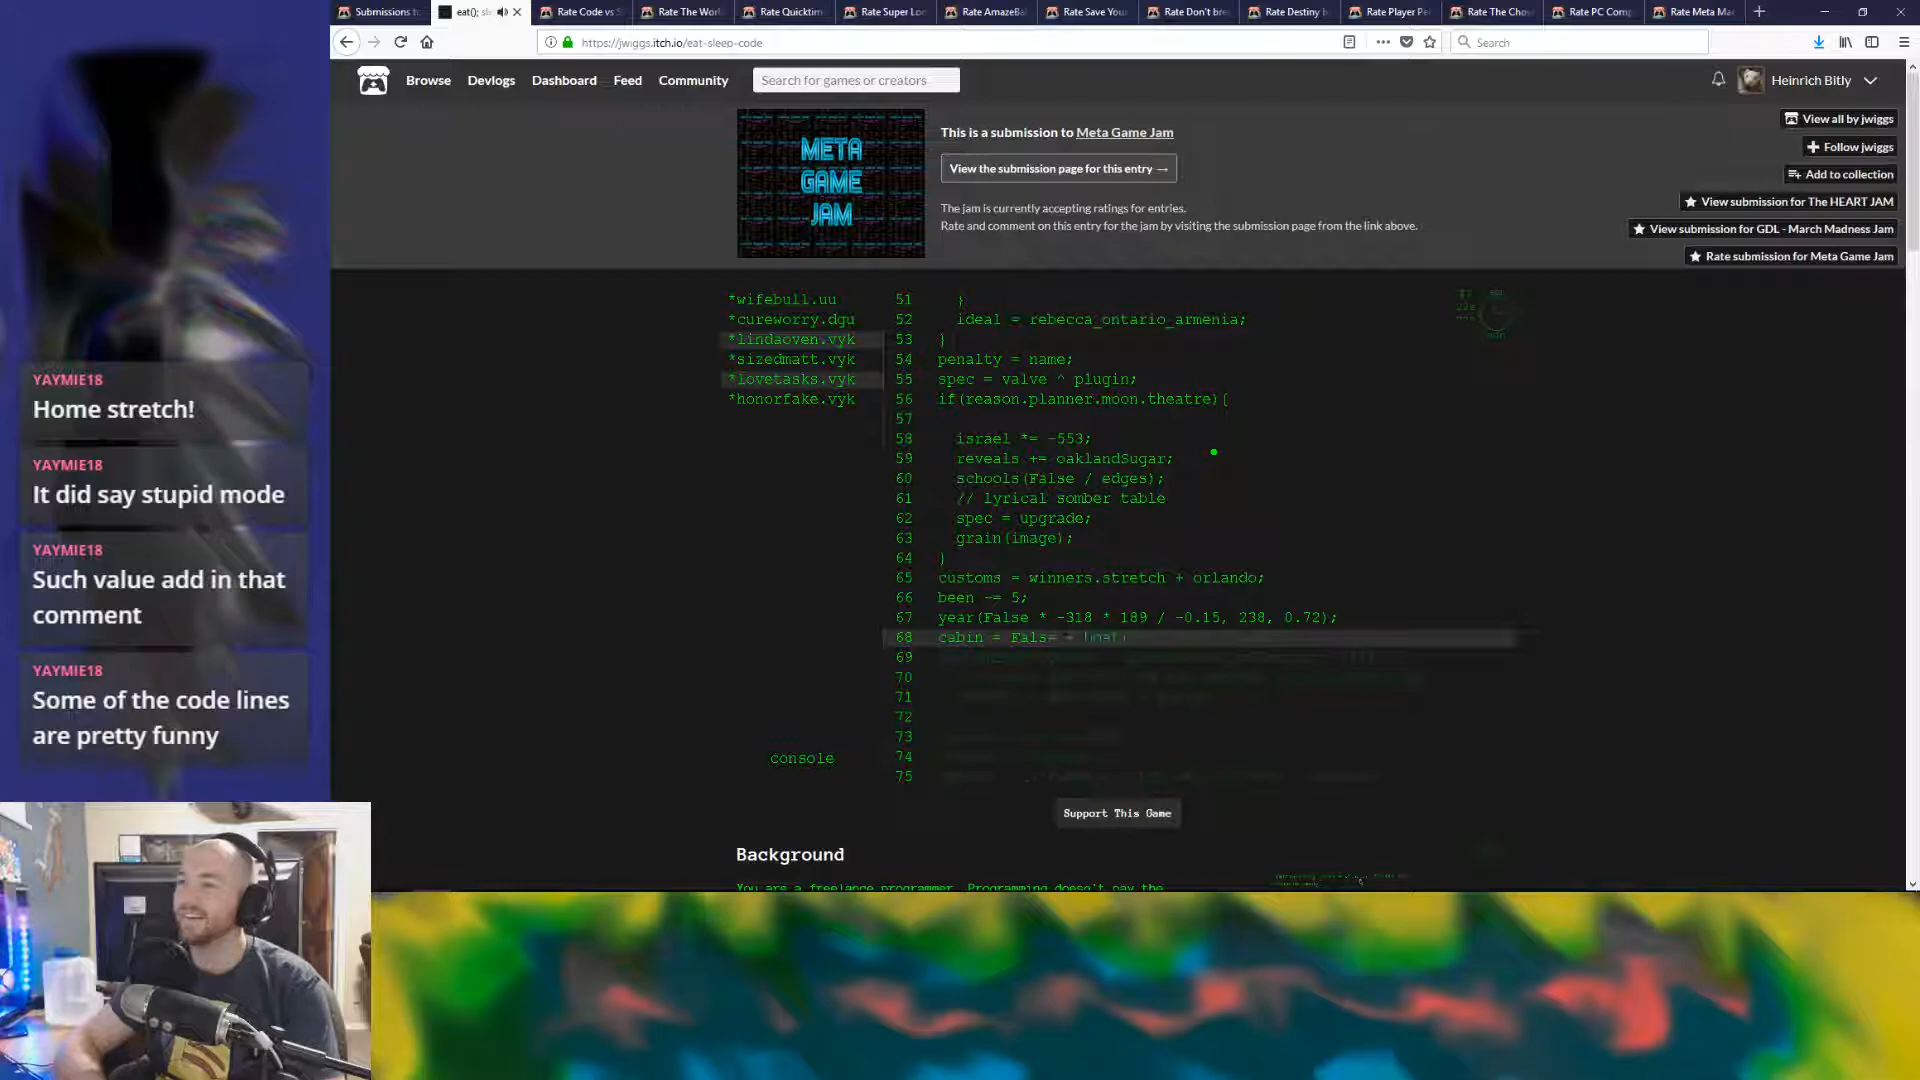 Submissions t
eat(); sl
Rate Code vs S
Rate The Worl
Rate Quicktim
Rate Super Lo
Rate AmazeBa
Rate Save You
Rate Don't bre
Rate Destiny i
Rate Player Pe
Rate The Chos
Rate PC Comp
Rate Meta Ma
https://jwiggs.itch.io/eat-sleep-code
Search
Browse
Devlogs
Dashboard
Feed
Community
Search for games or creators
Heinrich Bitly
META
GAME
JAM
This is a submission to Meta Game Jam
View the submission page for this entry →
The jam is currently accepting ratings for entries.
Rate and comment on this entry for the jam by visiting the submission page from the link above.
View all by jwiggs
Follow jwiggs
Add to collection
View submission for The HEART JAM
View submission for GDL - March Madness Jam
Rate submission for Meta Game Jam
*wifebull.uu
*cureworry.dgu
*lindaoven.vyk
*sizedmatt.vyk
*lovetasks.vyk
*honorfake.vyk
console
51 }
52 ideal = rebecca_ontario_armenia;
53 }
54 penalty = name;
55 spec = valve ^ plugin;
56 if(reason.planner.moon.theatre){
57
58 israel *= -553;
59 reveals += oaklandSugar;
60 schools(False / edges);
61 // lyrical somber table
62 spec = upgrade;
63 grain(image);
64 }
65 customs = winners.stretch + orlando;
66 been -= 5;
67 year(False * -318 * 189 / -0.15, 238, 0.72);
68 cabin = Fals
69
70
71
72
73
74
75
Support This Game
Background
You are a freelance programmer. Programming doesn't pay the
YAYMIE18
Home stretch!
YAYMIE18
It did say stupid mode
YAYMIE18
Such value add in that
comment
YAYMIE18
Some of the code lines
are pretty funny